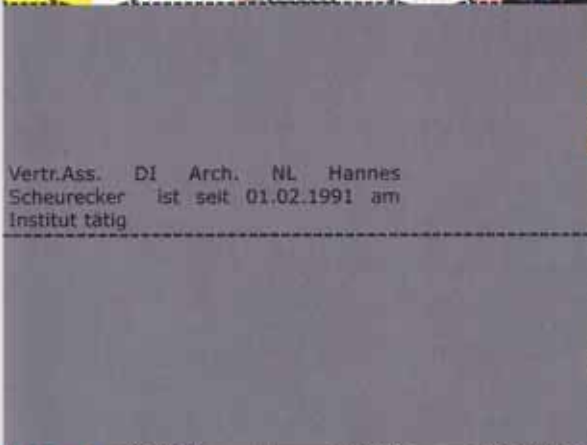 Vertr.Ass. DI Arch. NL Hannes
Scheurecker ist seit 01.02.1991 am
Institut tätig